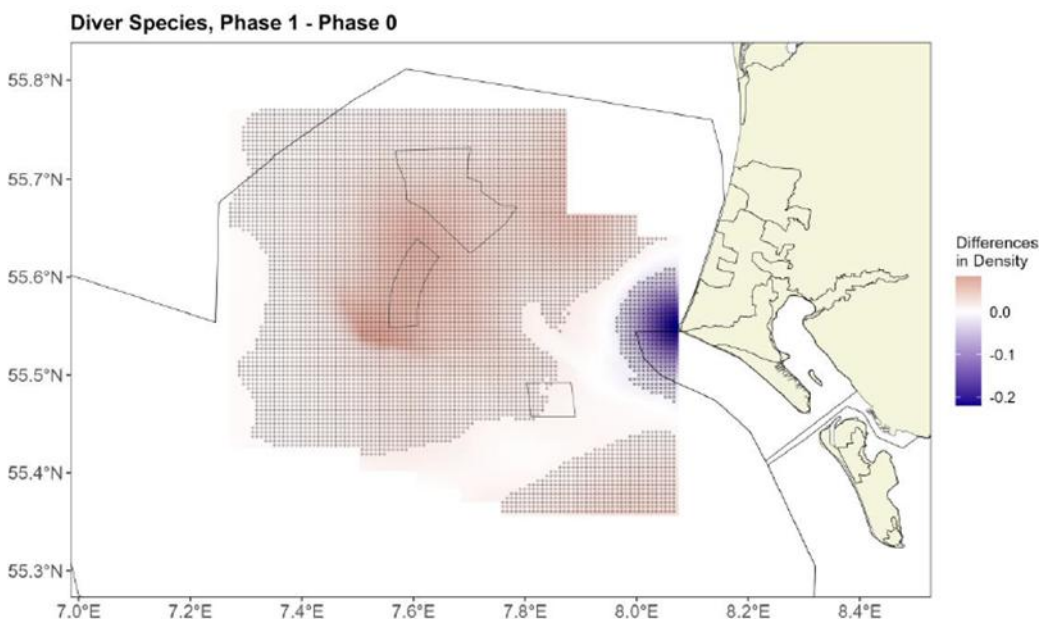 Diver Species, Phase 1 - Phase 0
55.8°N
55.7°N
55.6°N
55.5°N
55.4°N
55.3°N
7.0°E 7.2°E 7.4°E 7.6°E 7.8°E 8.0°E 8.2°E 8.4°E
Differences
in Density
0.0
-0.1
-0.2